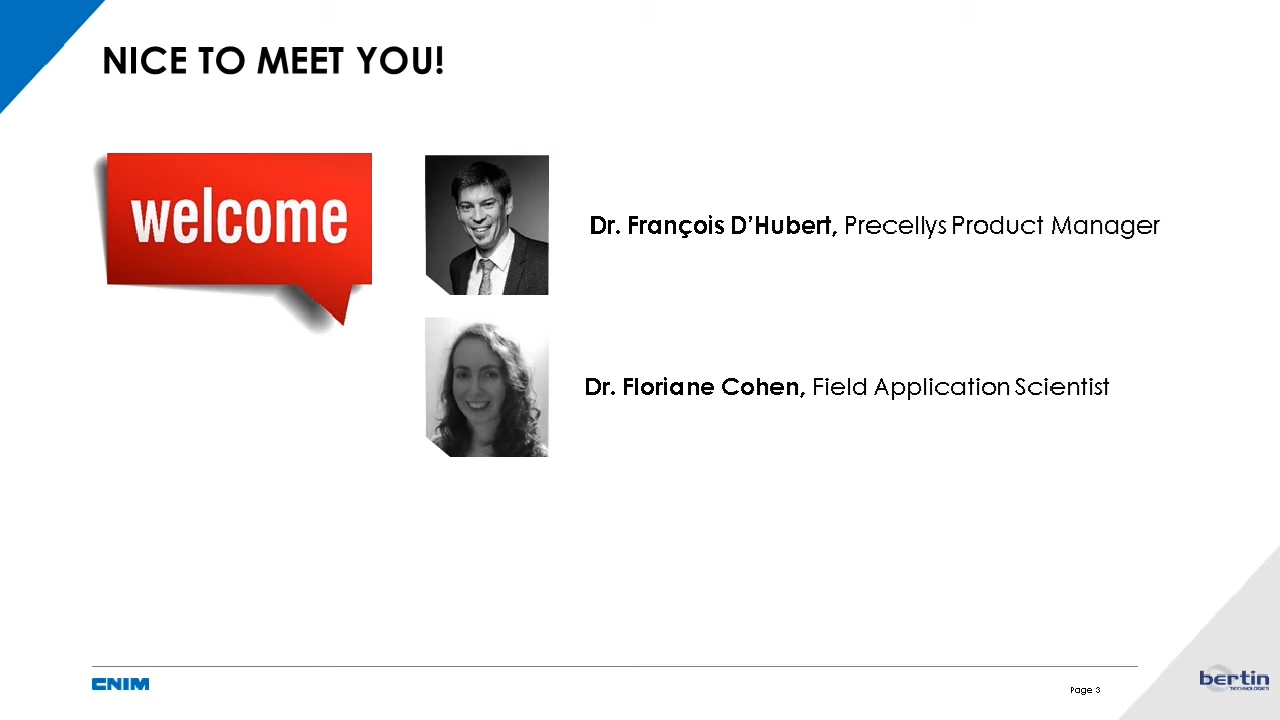 NICE TO MEET YOU!
welcome
Dr. François D’Hubert, Precellys Product Manager
Dr. Floriane Cohen, Field Application Scientist
CNIM
Page 3
bertin
TECHNOLOGIES